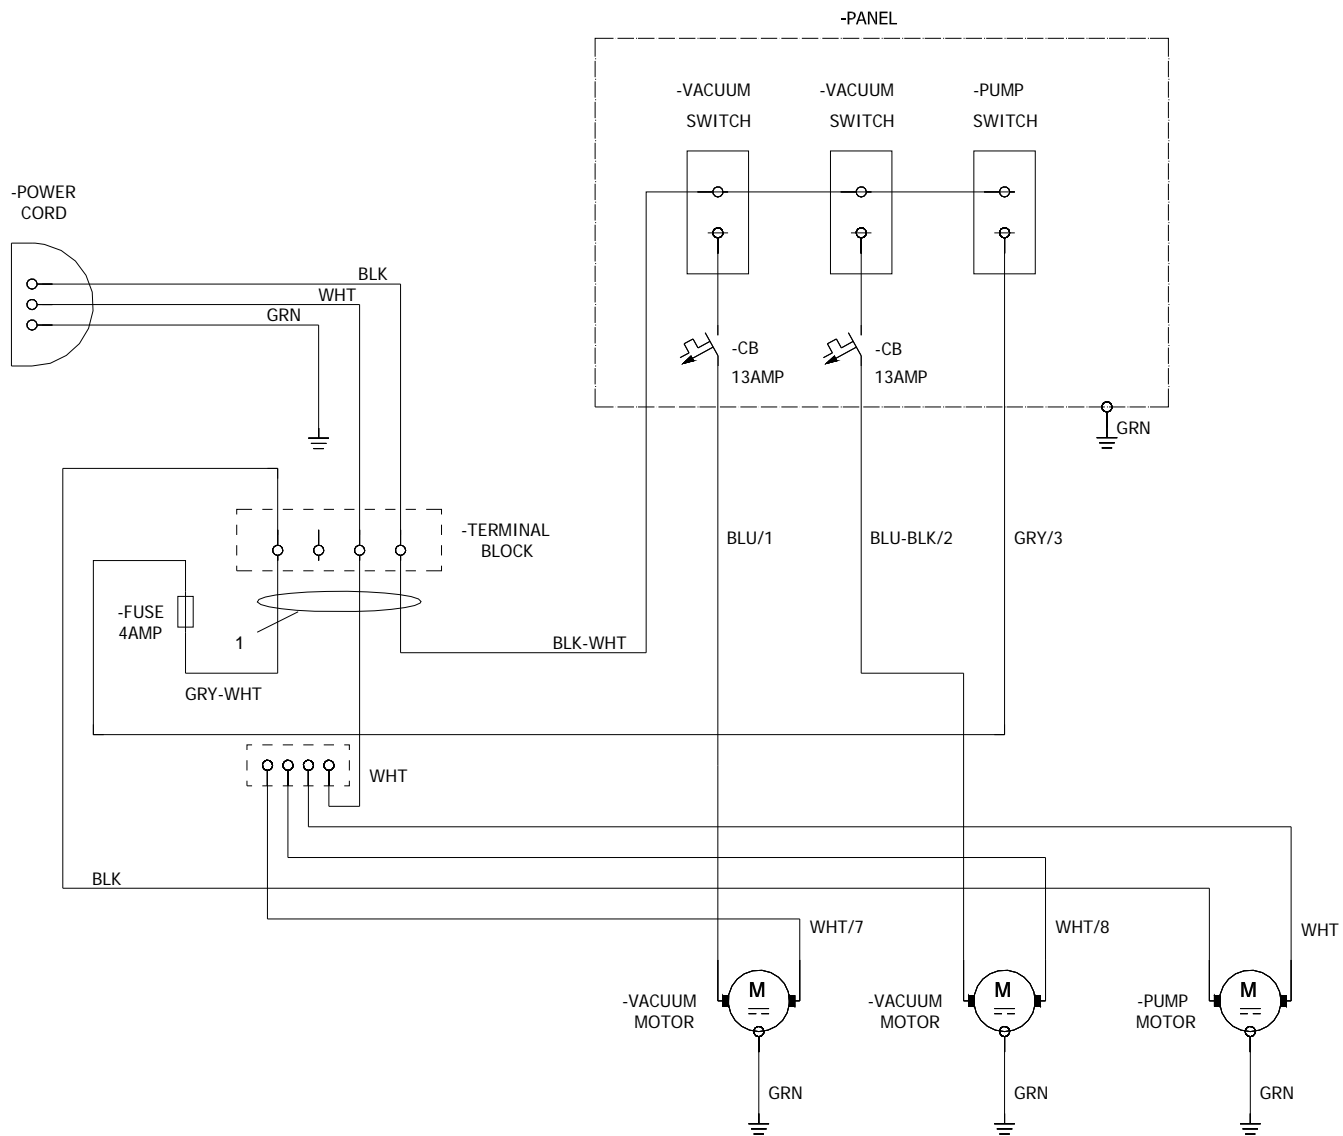 -PANEL
-VACUUM
SWITCH
-VACUUM
SWITCH
-PUMP
SWITCH
-POWER
CORD
BLK
WHT
GRN
-CB
13AMP
-CB
13AMP
GRN
-TERMINAL
BLOCK
BLU/1
BLU-BLK/2
GRY/3
-FUSE
4AMP
1
BLK-WHT
GRY-WHT
WHT
BLK
WHT/7
WHT/8
WHT
-VACUUM
MOTOR
M
-VACUUM
MOTOR
M
-PUMP
MOTOR
M
GRN
GRN
GRN